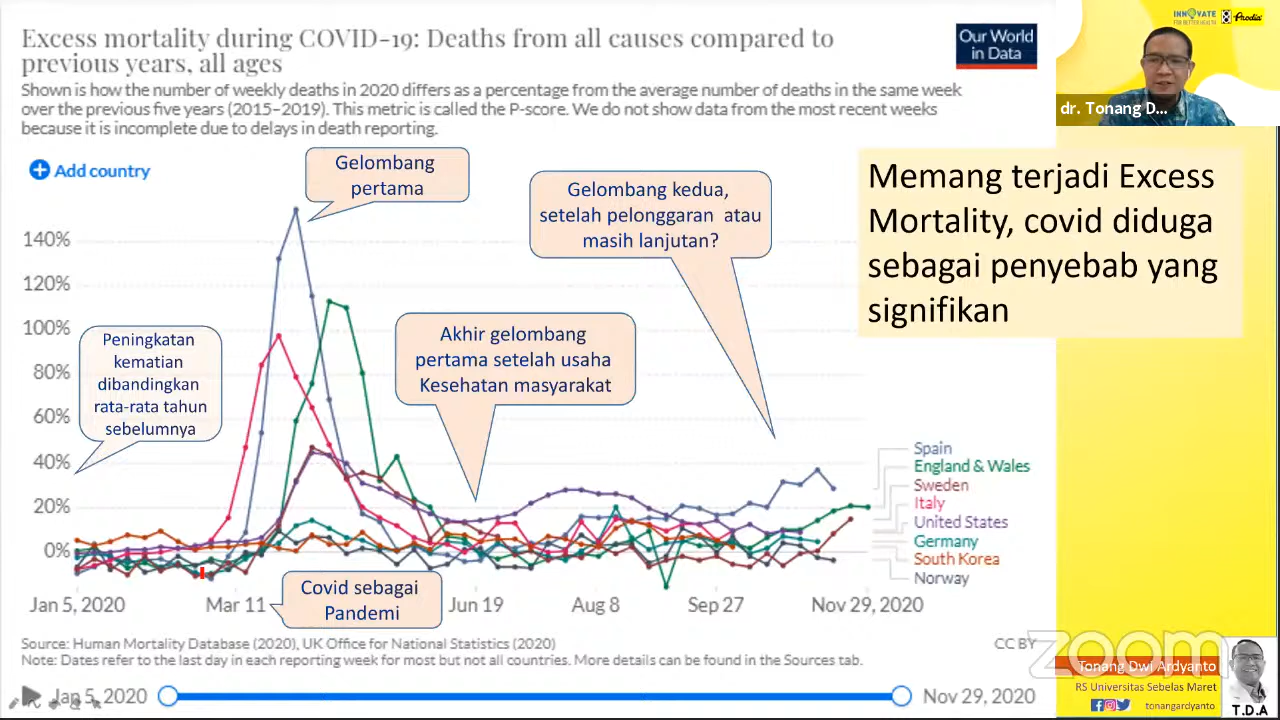 Excess mortality during COVID-19: Deaths from all causes compared to
previous years, all ages
Our World
in Data
Shown is how the number of weekly deaths in 2020 differs as a percentage from the average number of deaths in the same week
over the previous five years (2015–2019). This metric is called the P-score. We do not show data from the most recent weeks
because it is incomplete due to delays in death reporting.
INNOVATE
Prodia
dr. Tonang D...
Add country
Gelombang
pertama
Gelombang kedua,
setelah pelonggaran atau
masih lanjutan?
Memang terjadi Excess
Mortality, covid diduga
sebagai penyebab yang
signifikan
Peningkatan
kematian
dibandingkan
rata-rata tahun
sebelumnya
Akhir gelombang
pertama setelah usaha
Kesehatan masyarakat
140%
120%
100%
80%
60%
40%
20%
0%
Spain
England & Wales
Sweden
Italy
United States
Germany
South Korea
Norway
Covid sebagai
Pandemi
Jan 5, 2020
Mar 11
Jun 19
Aug 8
Sep 27
Nov 29, 2020
Source: Human Mortality Database (2020), UK Office for National Statistics (2020)
CC BY
Note: Dates refer to the last day in each reporting week for most but not all countries. More details can be found in the Sources tab.
Jan 5, 2020
Nov 29, 2020
zoom
Tonang Dwi Ardyanto
RS Universitas Sebelas Maret
tonangardyanto
T.D.A